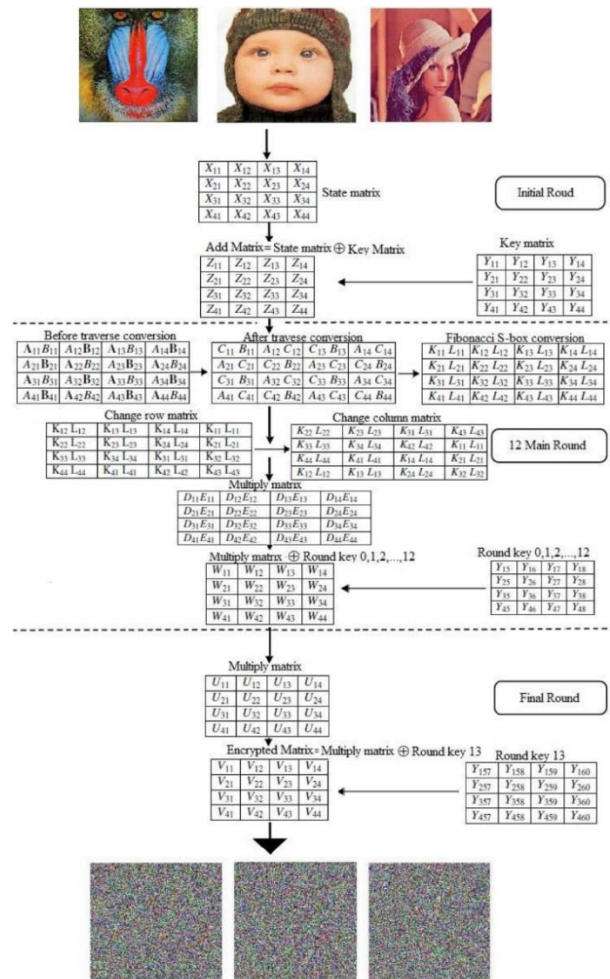 X11 X12 X13 X14
X21 X22 X23 X24
X31 X32 X33 X34
X41 X42 X43 X44
State matrix
Initial Roud
Add Matrix= State matrix ⊕ Key Matrix
Z11 Z12 Z13 Z14
Z21 Z22 Z23 Z24
Z31 Z32 Z33 Z34
Z41 Z42 Z43 Z44
Key matrix
Y11 Y12 Y13 Y14
Y21 Y22 Y23 Y24
Y31 Y32 Y33 Y34
Y41 Y42 Y43 Y44
Before traverse conversion
A11B11 A12B12 A13B13 A14B14
A21B21 A22B22 A23B23 A24B24
A31B31 A32B32 A33B33 A34B34
A41B41 A42B42 A43B43 A44B44
After travese conversion
C11 B11 A12 C12 C13 B13 A14 C14
A21 C21 C22 B22 A23 C23 C24 B24
C31 B31 A32 C32 C33 B33 A34 C34
A41 C41 C42 B42 A43 C43 C44 B44
Fibonacci S-box conversion
K11 L11 K12 L12 K13 L13 K14 L14
K21 L21 K22 L22 K23 L23 K24 L24
K31 L31 K32 L32 K33 L33 K34 L34
K41 L41 K42 L42 K43 L43 K44 L44
Change row matrix
K12 L12 K13 L13 K14 L14 K11 L11
K22 L22 K23 L23 K24 L24 K21 L21
K33 L33 K34 L34 K31 L31 K32 L32
K44 L44 K41 L41 K42 L42 K43 L43
Change column matrix
K22 L22 K23 L23 K31 L31 K43 L43
K33 L33 K34 L34 K42 L42 K11 L11
K44 L44 K41 L41 K14 L14 K21 L21
K12 L12 K13 L13 K24 L24 K32 L32
12 Main Round
Multiply matrix
D11E11 D12E12 D13E13 D14E14
D21E21 D22E22 D23E23 D24E24
D31E31 D32E32 D33E33 D34E34
D41E41 D42E42 D43E43 D44E44
Multiply matrix ⊕ Round key 0,1,2,...,12
W11 W12 W13 W14
W21 W22 W23 W24
W31 W32 W33 W34
W41 W42 W43 W44
Round key 0,1,2,...,12
Y15 Y16 Y17 Y18
Y25 Y26 Y27 Y28
Y35 Y36 Y37 Y38
Y45 Y46 Y47 Y48
Multiply matrix
U11 U12 U13 U14
U21 U22 U23 U24
U31 U32 U33 U34
U41 U42 U43 U44
Final Round
Encrypted Matrix= Multiply matrix ⊕ Round key 13
V11 V12 V13 V14
V21 V22 V23 V24
V31 V32 V33 V34
V41 V42 V43 V44
Round key 13
Y157 Y158 Y159 Y160
Y257 Y258 Y259 Y260
Y357 Y358 Y359 Y360
Y457 Y458 Y459 Y460